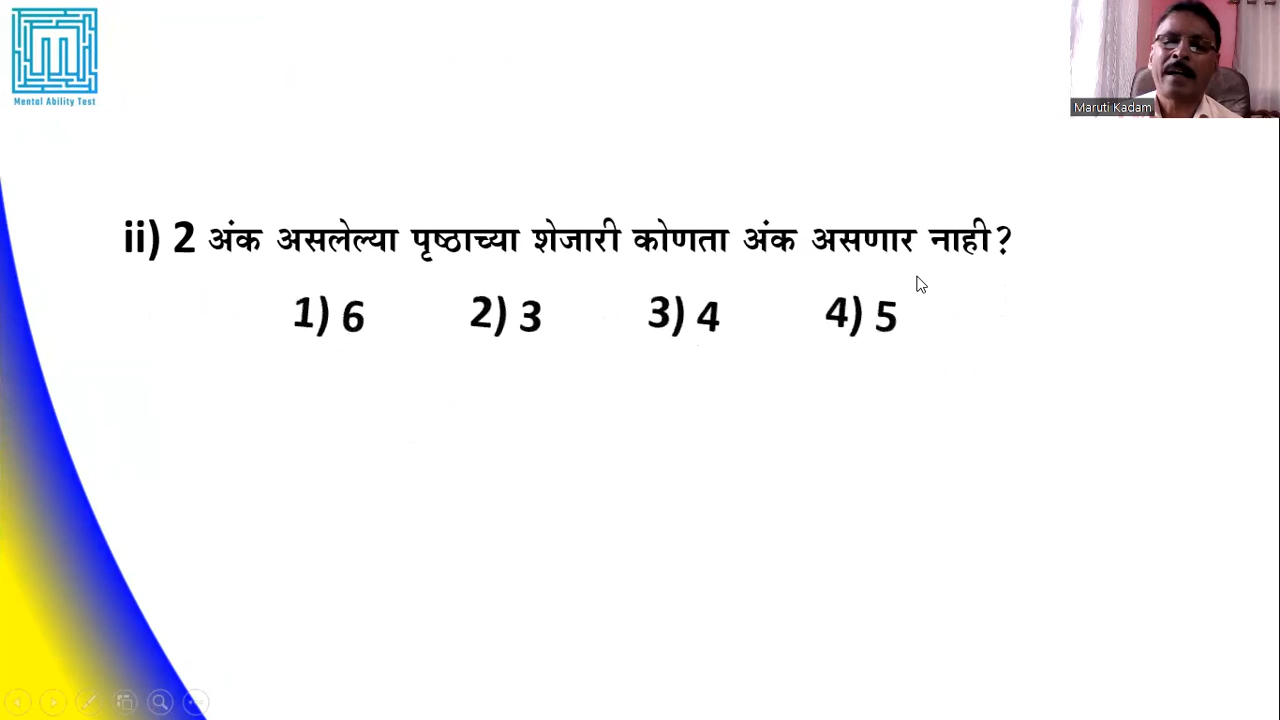 Mental Ability Test
Maruti Kadam
ii) 2 अंक असलेल्या पृष्ठाच्या शेजारी कोणता अंक असणार नाही?
1) 6 2) 3 3) 4 4) 5